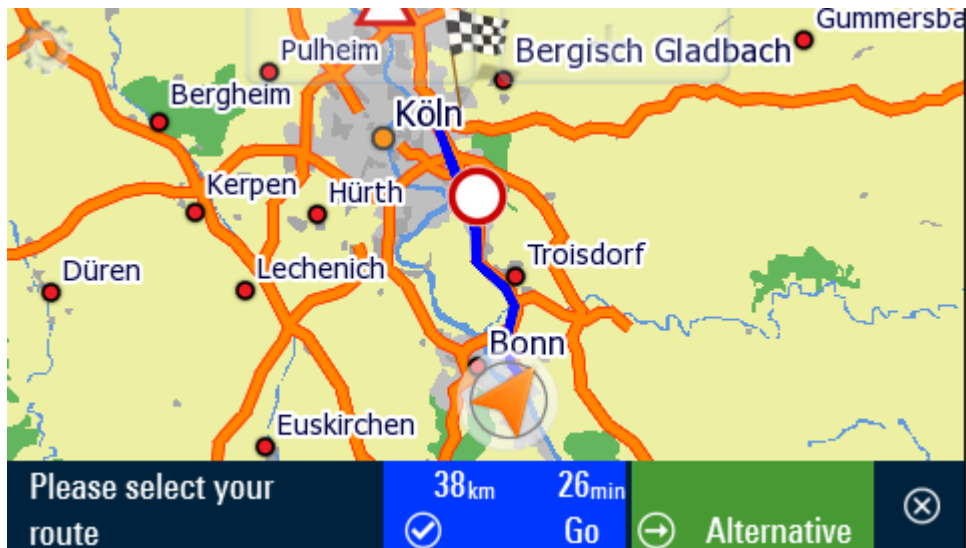 Gummersba
Pulheim
Bergisch Gladbach
Bergheim
Köln
Kerpen
Hürth
Troisdorf
Düren
Lechenich
Bonn
Euskirchen
Please select your
route
38km
26min
Go
Alternative